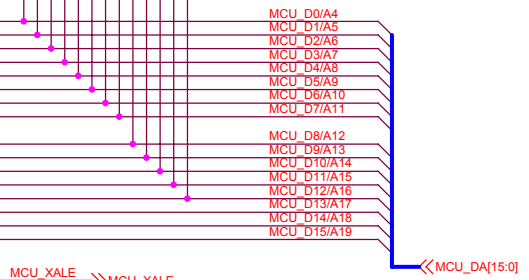 MCU_D0/A4
MCU_D1/A5
MCU_D2/A6
MCU_D3/A7
MCU_D4/A8
MCU_D5/A9
MCU_D6/A10
MCU_D7/A11
MCU_D8/A12
MCU_D9/A13
MCU_D10/A14
MCU_D11/A15
MCU_D12/A16
MCU_D13/A17
MCU_D14/A18
MCU_D15/A19
MCU_DA[15:0]
MCU_XALE
MCU_XALE